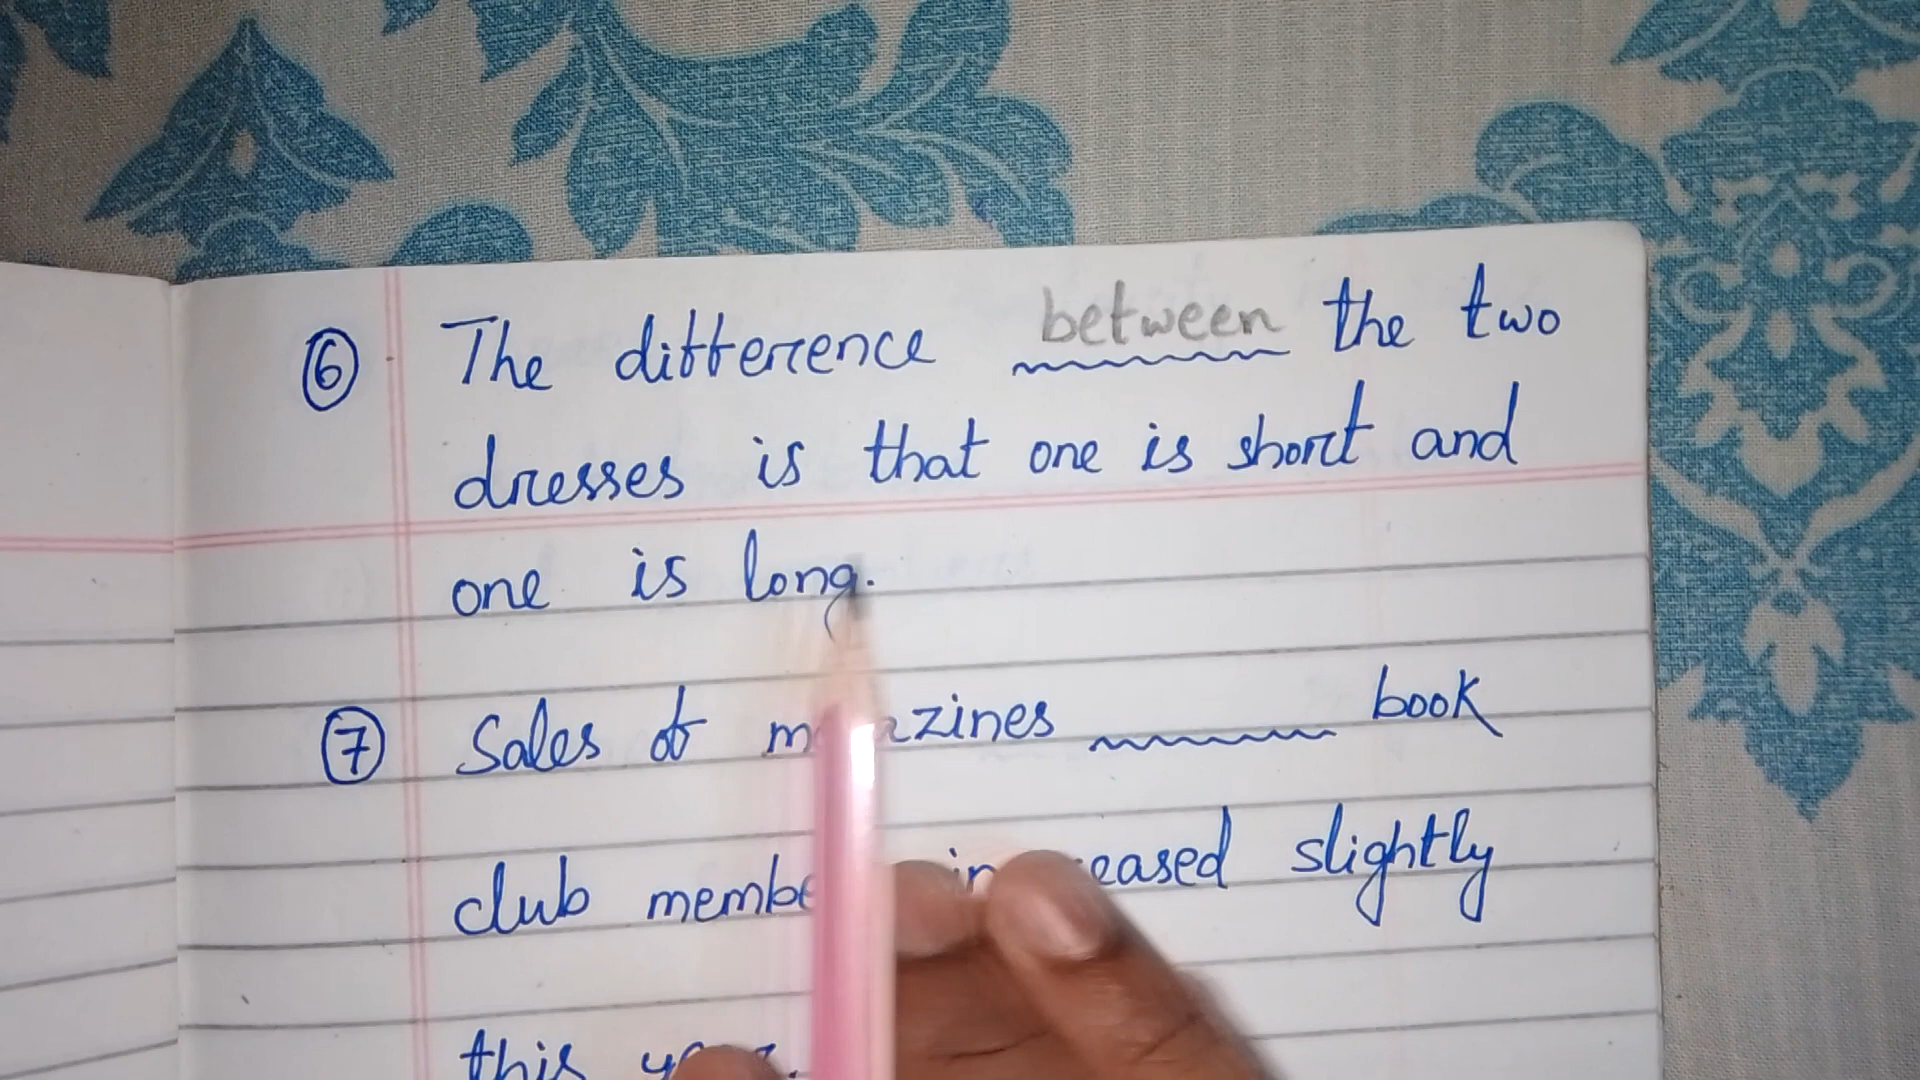 ⑥ The difference between the two
dresses is that one is short and
one is long.
⑦ Sales of book
club slightly
this